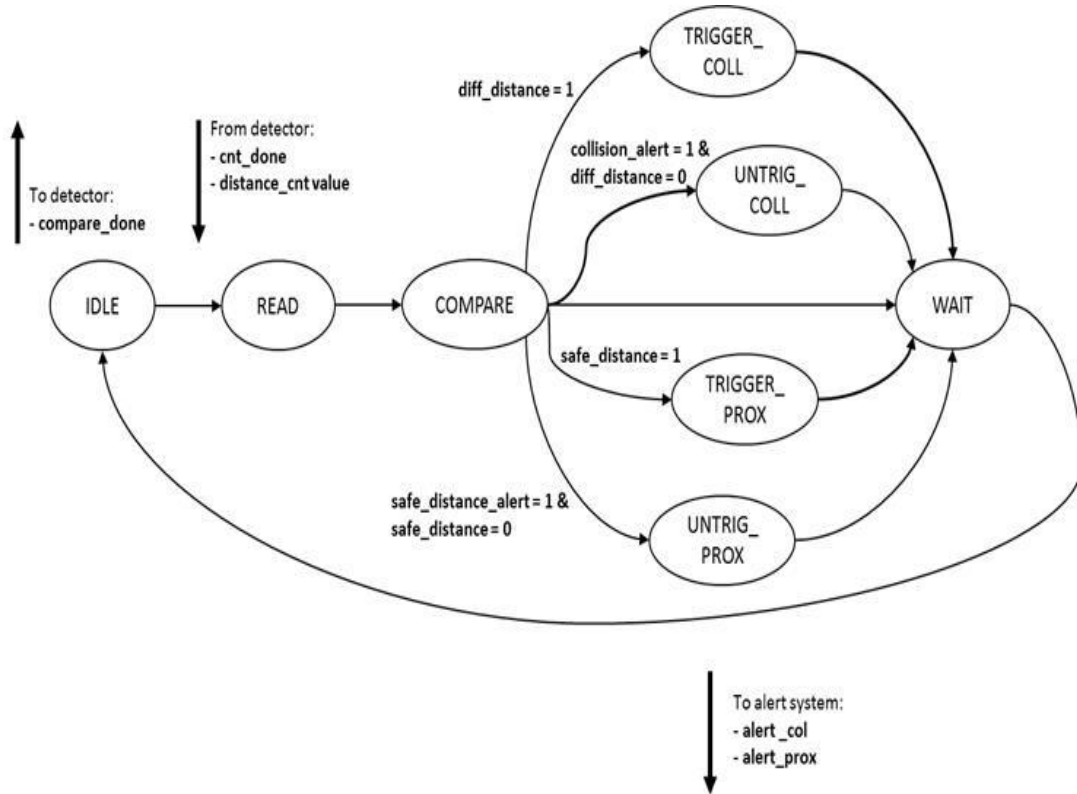 TRIGGER_
COLL
diff_distance = 1
From detector:
- cnt_done
- distance_cnt value
collision_alert = 1 &
diff_distance = 0
UNTRIG_
COLL
To detector:
- compare_done
IDLE
READ
COMPARE
WAIT
safe_distance = 1
TRIGGER_
PROX
safe_distance_alert = 1 &
safe_distance = 0
UNTRIG_
PROX
To alert system:
- alert _col
- alert_prox